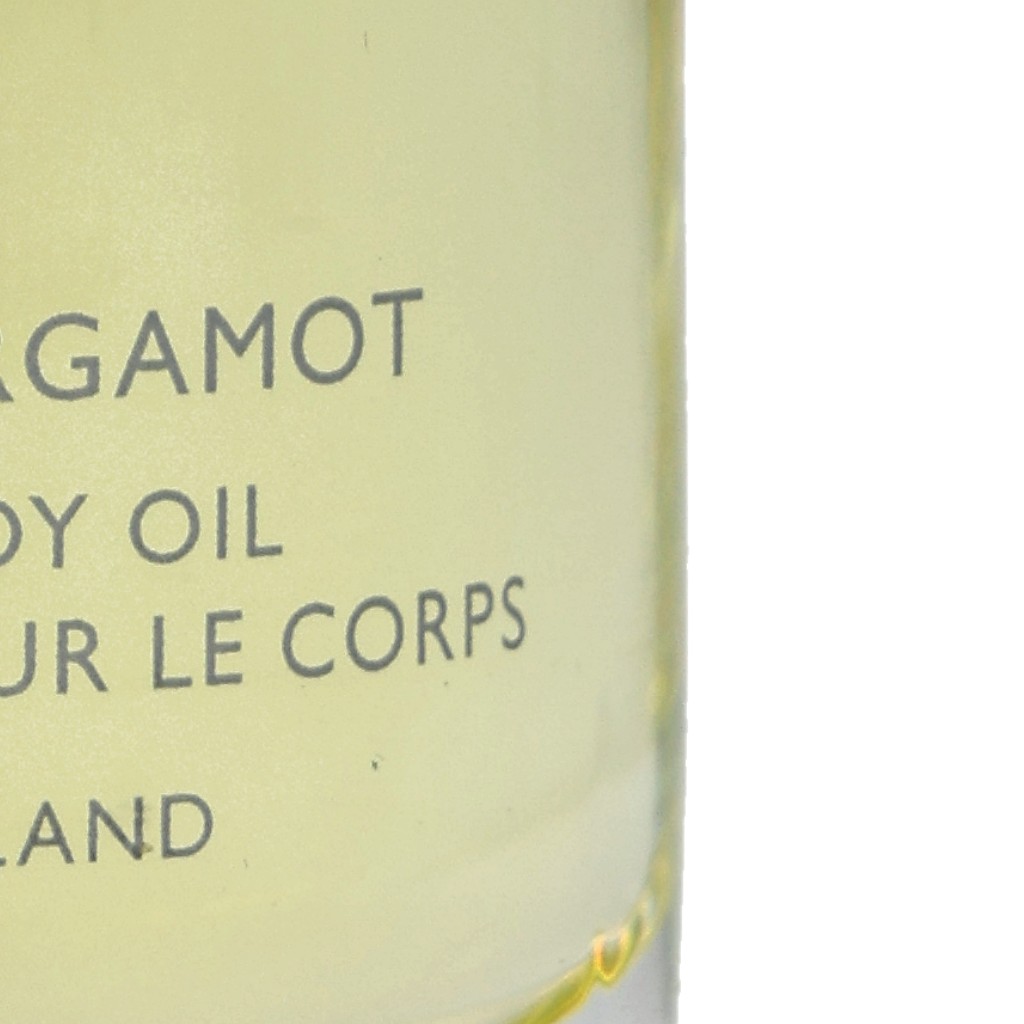 RGAMOT
DY OIL
UR LE CORPS
LAND